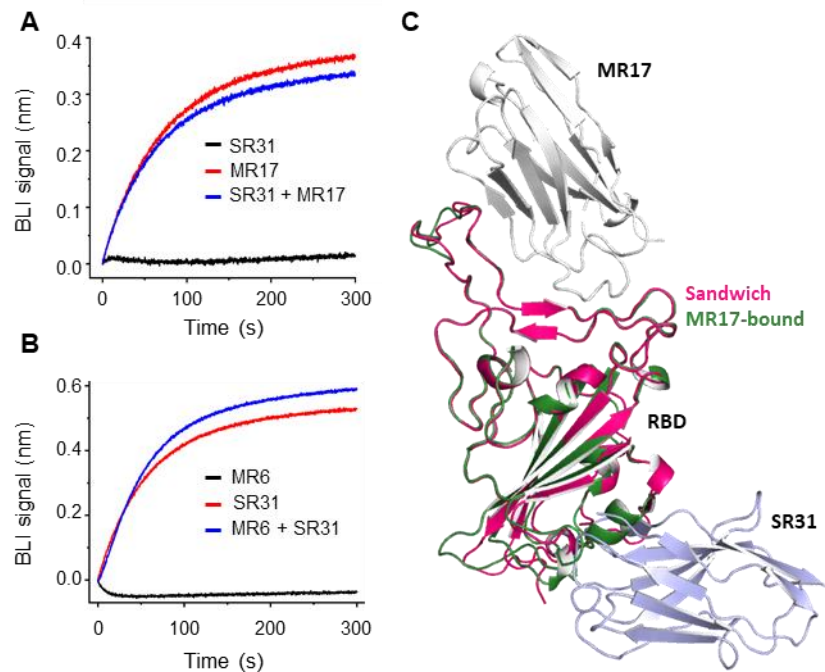 A
0.4
0.3
0.2
0.1
0.0
BLI signal (nm)
SR31
MR17
SR31 + MR17
0 100 200 300
Time (s)
B
0.6
0.4
0.2
0.0
BLI signal (nm)
MR6
SR31
MR6 + SR31
0 100 200 300
Time (s)
C
MR17
Sandwich
MR17-bound
RBD
SR31